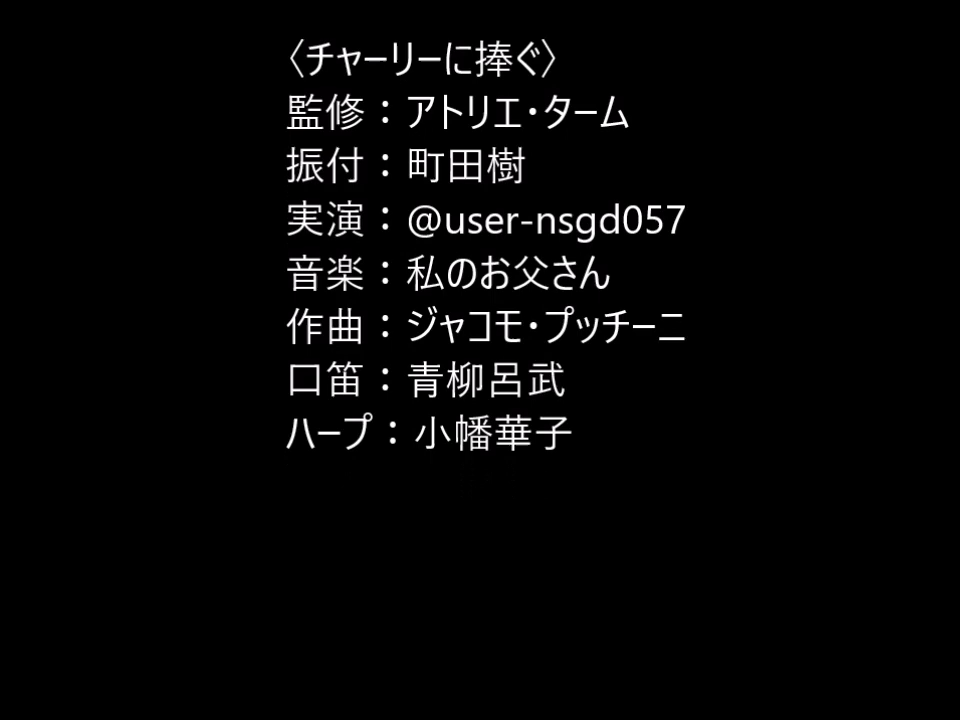 〈チャーリーに捧ぐ〉
監修：アトリエ・ターム
振付：町田樹
実演：@user-nsgd057
音楽：私のお父さん
作曲：ジャコモ・プッチーニ
口笛：青柳呂武
ハープ：小幡華子